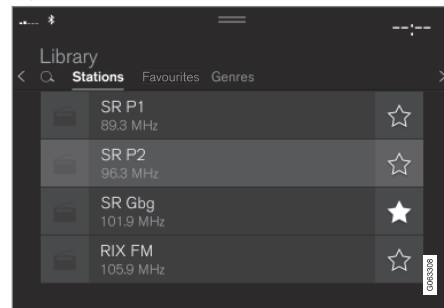 --:--
Library
Stations Favourites Genres
SR P1
89.3 MHz
SR P2
96.3 MHz
SR Gbg
101.9 MHz
RIX FM
105.9 MHz
G063308